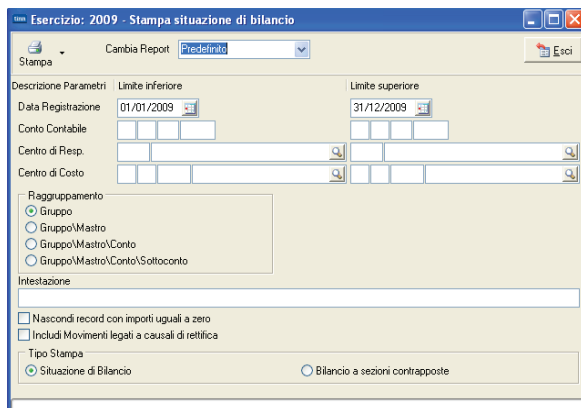 tinn Esercizio: 2009 - Stampa situazione di bilancio
Stampa Cambia Report Predefinito Esci
Descrizione Parametri Limite inferiore Limite superiore
Data Registrazione 01/01/2009 31/12/2009
Conto Contabile
Centro di Resp.
Centro di Costo
Raggruppamento
Gruppo
Gruppo\Mastro
Gruppo\Mastro\Conto
Gruppo\Mastro\Conto\Sottoconto
Intestazione
Nascondi record con importi uguali a zero
Includi Movimenti legati a causali di rettifica
Tipo Stampa
Situazione di Bilancio Bilancio a sezioni contrapposte